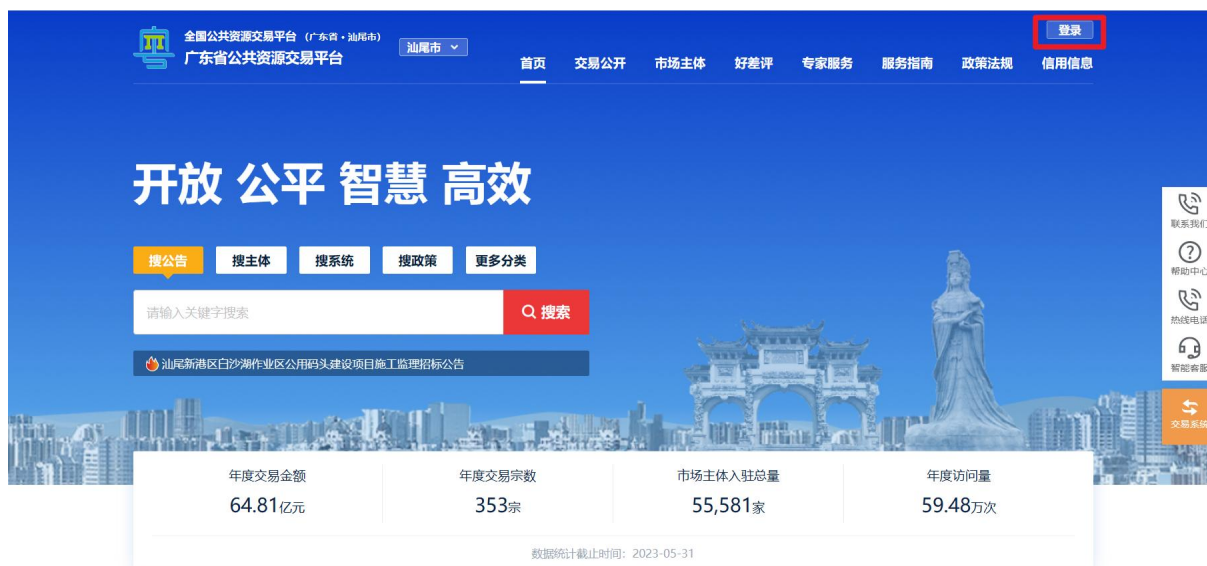 全国公共资源交易平台（广东省·汕尾市）
广东省公共资源交易平台
汕尾市
登录
首页 交易公开 市场主体 好差评 专家服务 服务指南 政策法规 信用信息
开放 公平 智慧 高效
搜公告 搜主体 搜系统 搜政策 更多分类
请输入关键字搜索 搜索
汕尾新港区白沙湖作业区公用码头建设项目施工监理招标公告
联系我们
帮助中心
热线电话
智能客服
交易系统
年度交易金额 年度交易宗数 市场主体入驻总量 年度访问量
64.81亿元 353宗 55,581家 59.48万次
数据统计截止时间：2023-05-31